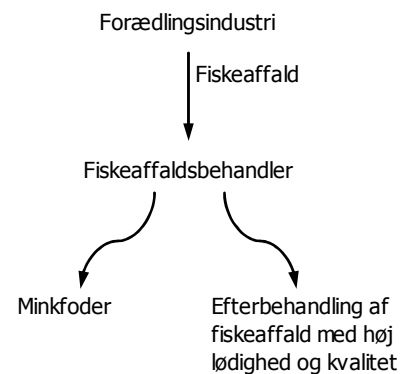 Forædlingsindustri
Fiskeaffald
Fiskeaffaldsbehandler
Minkfoder
Efterbehandling af
fiskeaffald med høj
lødighed og kvalitet